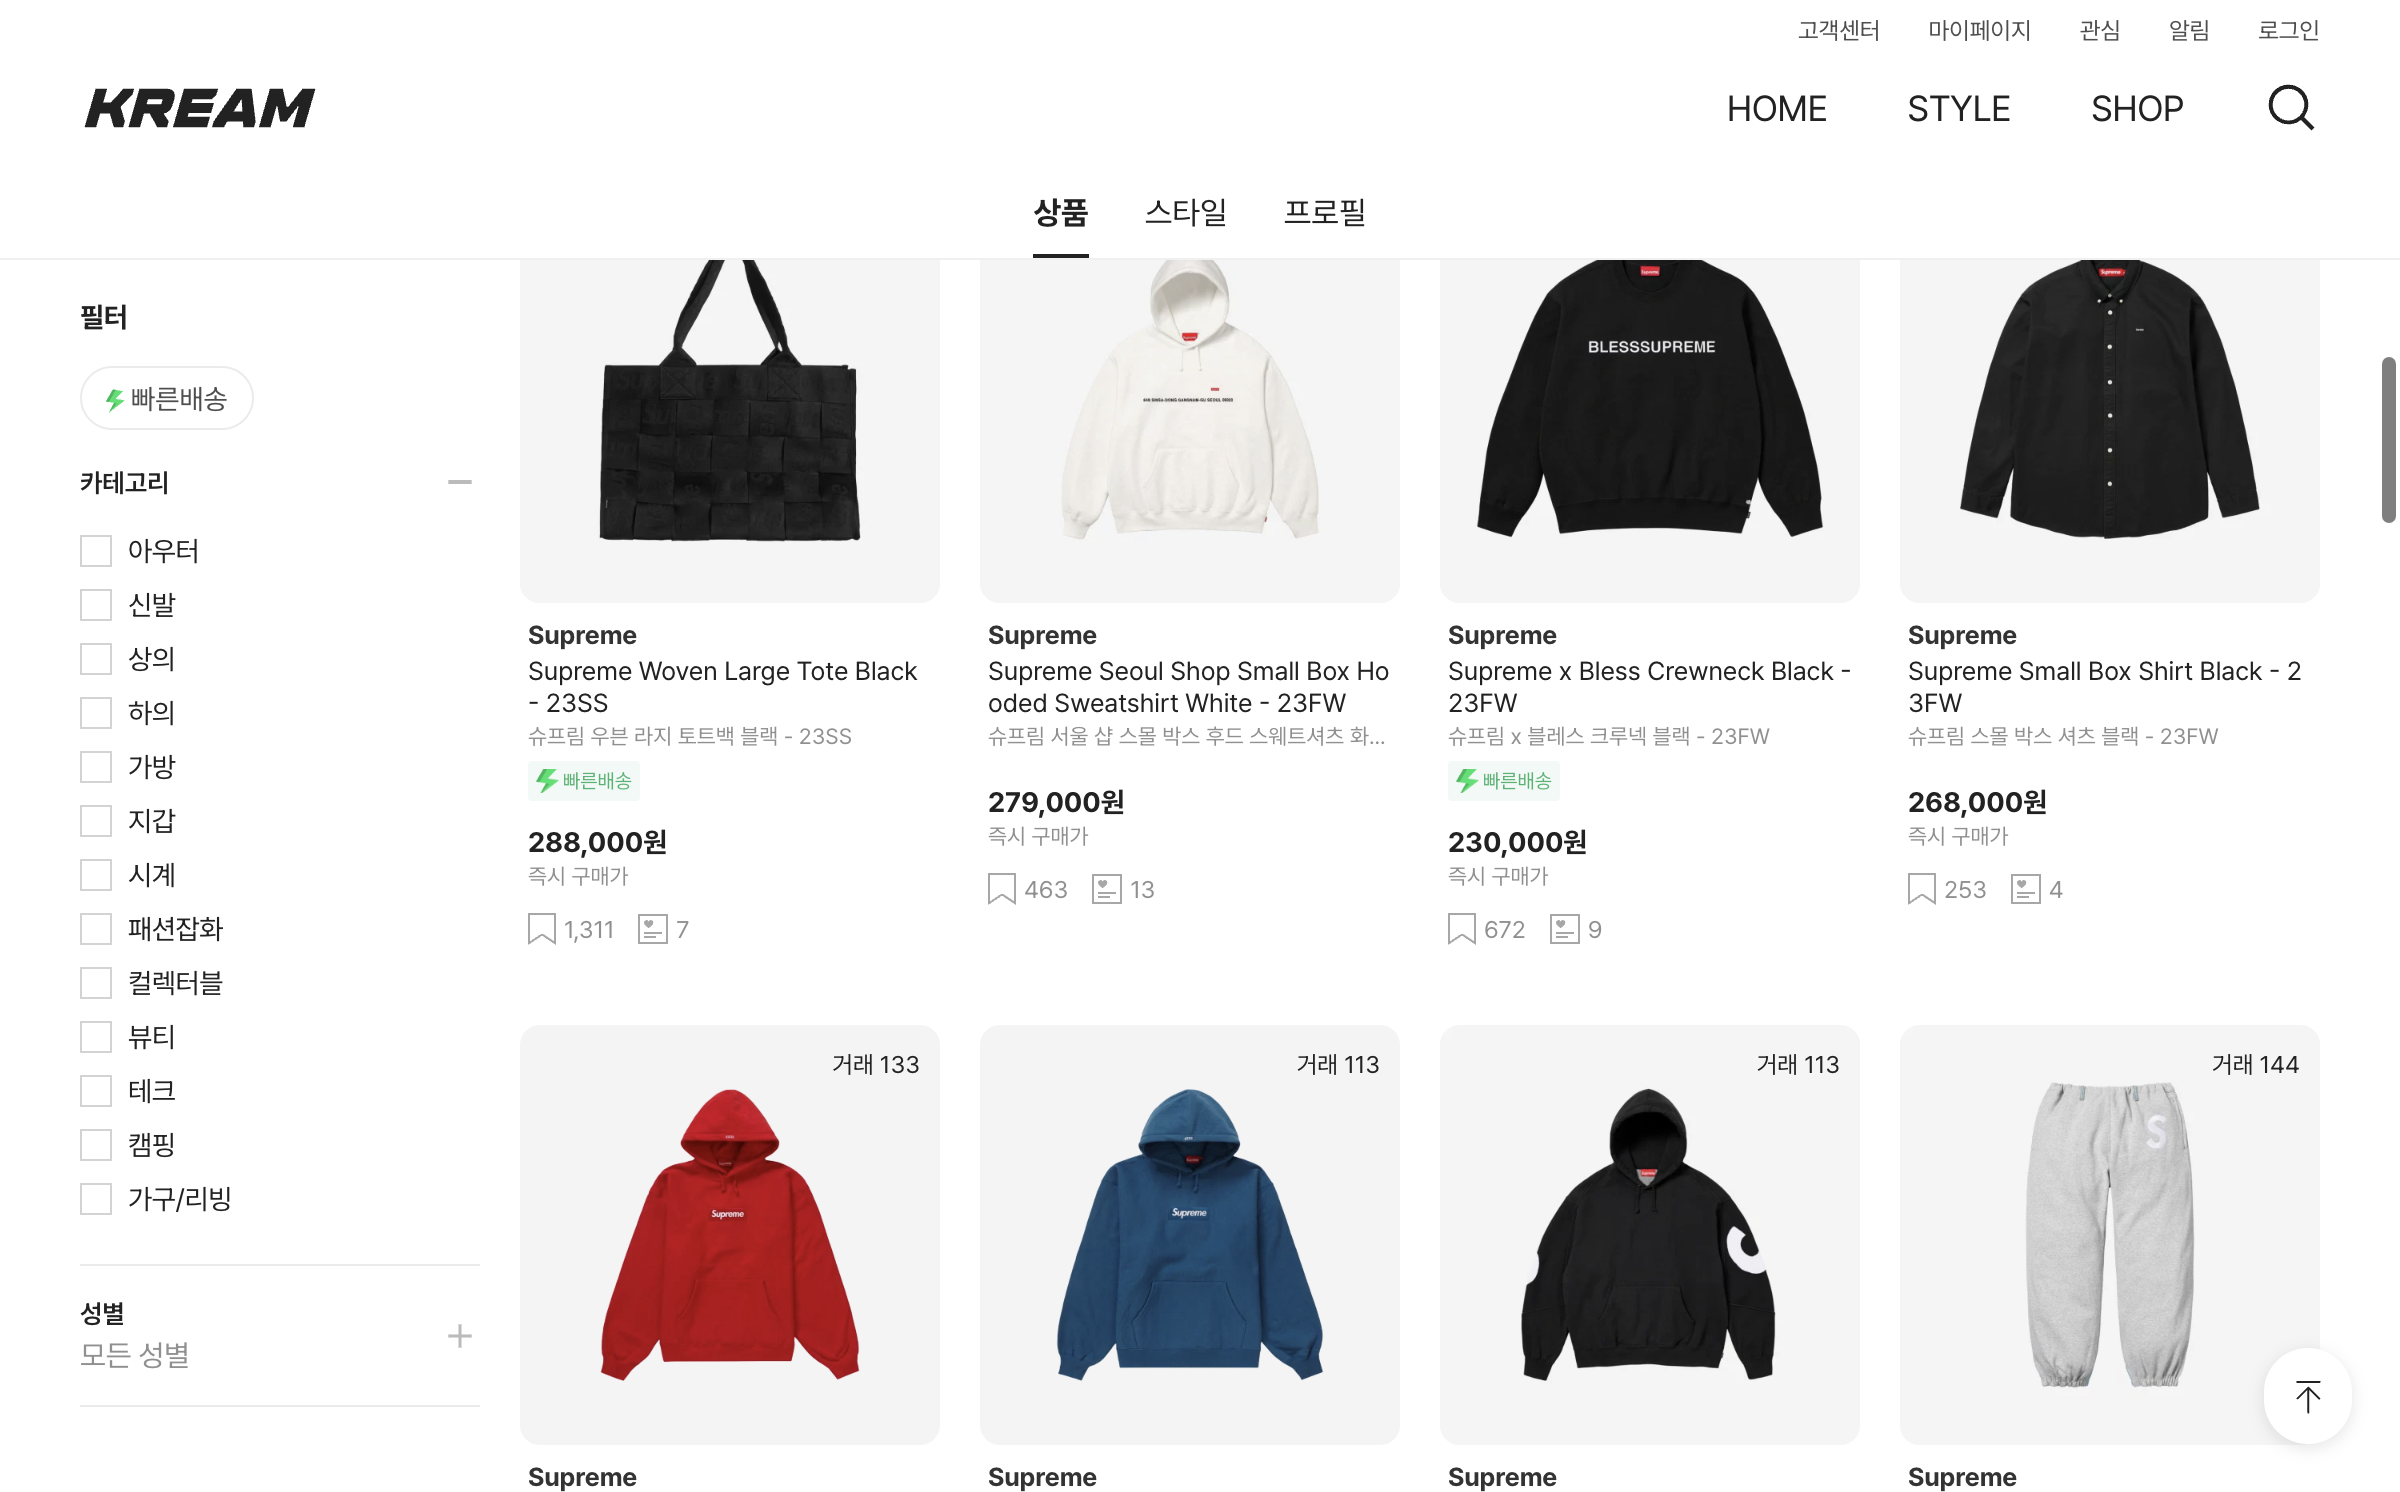 고객센터 마이페이지 관심 알림 로그인
KREAM
HOME STYLE SHOP
상품 스타일 프로필
필터
빠른배송
카테고리
아우터
신발
상의
하의
가방
지갑
시계
패션잡화
컬렉터블
뷰티
테크
캠핑
가구/리빙
성별
모든 성별
Supreme
Supreme Woven Large Tote Black
- 23SS
슈프림 우븐 라지 토트백 블랙 - 23SS
빠른배송
288,000원
즉시 구매가
1,311 7
Supreme
Supreme Seoul Shop Small Box Ho
oded Sweatshirt White - 23FW
슈프림 서울 샵 스몰 박스 후드 스웨트셔츠 화...
279,000원
즉시 구매가
463 13
Supreme
BLESSSUPREME
Supreme
Supreme x Bless Crewneck Black -
23FW
슈프림 x 블레스 크루넥 블랙 - 23FW
빠른배송
230,000원
즉시 구매가
672 9
Supreme
Supreme
Supreme Small Box Shirt Black - 2
3FW
슈프림 스몰 박스 셔츠 블랙 - 23FW
268,000원
즉시 구매가
253 4
거래 133
Supreme
Supreme
거래 113
Supreme
Supreme
거래 113
Supreme
거래 144
S
Supreme